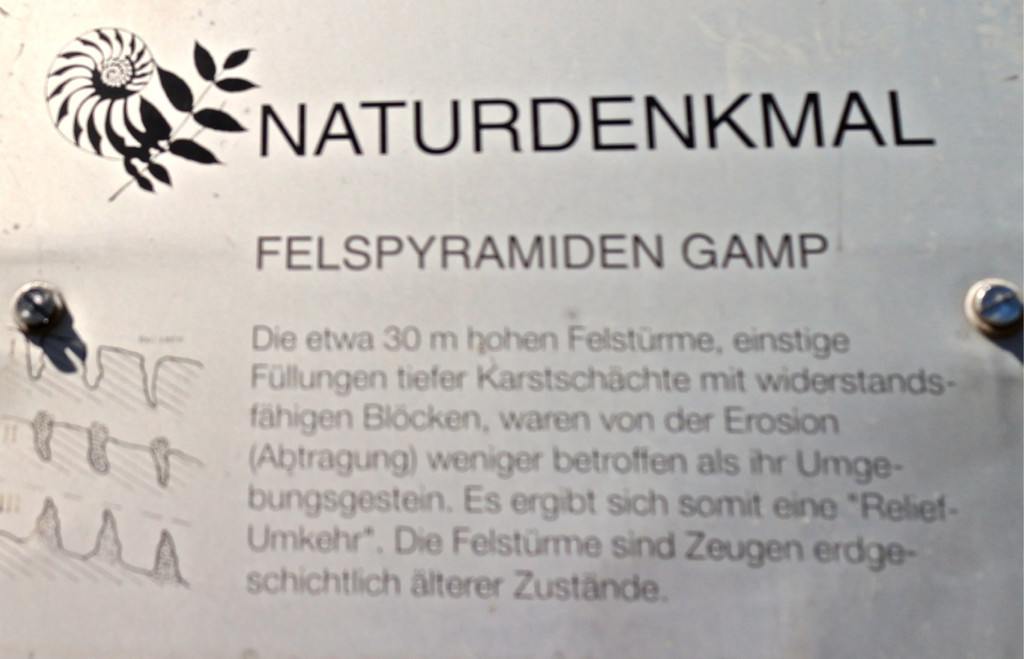 NATURDENKMAL
FELSPYRAMIDEN GAMP
Die etwa 30 m hohen Felstürme, einstige
Füllungen tiefer Karstschächte mit widerstands-
fähigen Blöcken, waren von der Erosion
(Abtragung) weniger betroffen als ihr Umge-
bungsgestein. Es ergibt sich somit eine "Relief-
Umkehr". Die Felstürme sind Zeugen erdge-
schichtlich älterer Zustände.
I
II
III